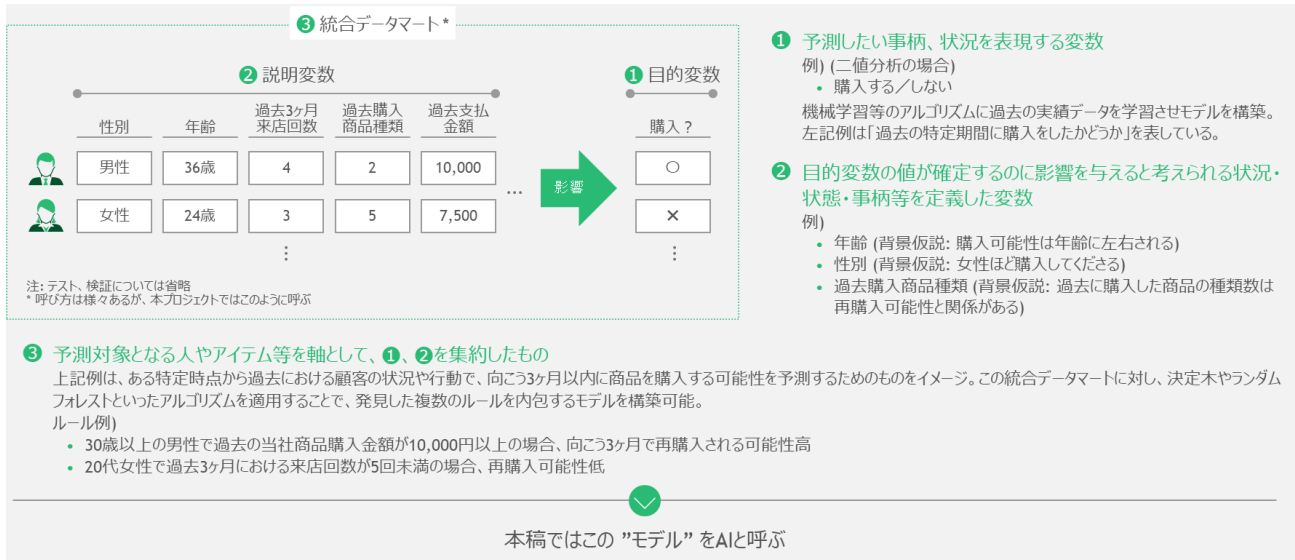 ❸ 統合データマート*
❷ 説明変数
❶ 目的変数
性別
年齢
過去3ヶ月
来店回数
過去購入
商品種類
過去支払
金額
購入？
男性
36歳
4
2
10,000
○
女性
24歳
3
5
7,500
×
…
影響
⋮
⋮
注: テスト、検証については省略
* 呼び方は様々あるが、本プロジェクトではこのように呼ぶ
❶ 予測したい事柄、状況を表現する変数
例) (二値分析の場合)
• 購入する／しない
機械学習等のアルゴリズムに過去の実績データを学習させモデルを構築。
左記例は「過去の特定期間に購入をしたかどうか」を表している。
❷ 目的変数の値が確定するのに影響を与えると考えられる状況・
状態・事柄等を定義した変数
例)
• 年齢 (背景仮説: 購入可能性は年齢に左右される)
• 性別 (背景仮説: 女性ほど購入してくださる)
• 過去購入商品種類 (背景仮説: 過去に購入した商品の種類数は
再購入可能性と関係がある)
❸ 予測対象となる人やアイテム等を軸として、❶、❷を集約したもの
上記例は、ある特定時点から過去における顧客の状況や行動で、向こう3ヶ月以内に商品を購入する可能性を予測するためのものをイメージ。この統合データマートに対し、決定木やランダム
フォレストといったアルゴリズムを適用することで、発見した複数のルールを内包するモデルを構築可能。
ルール例)
• 30歳以上の男性で過去の当社商品購入金額が10,000円以上の場合、向こう3ヶ月で再購入される可能性高
• 20代女性で過去3ヶ月における来店回数が5回未満の場合、再購入可能性低
本稿ではこの ”モデル” をAIと呼ぶ